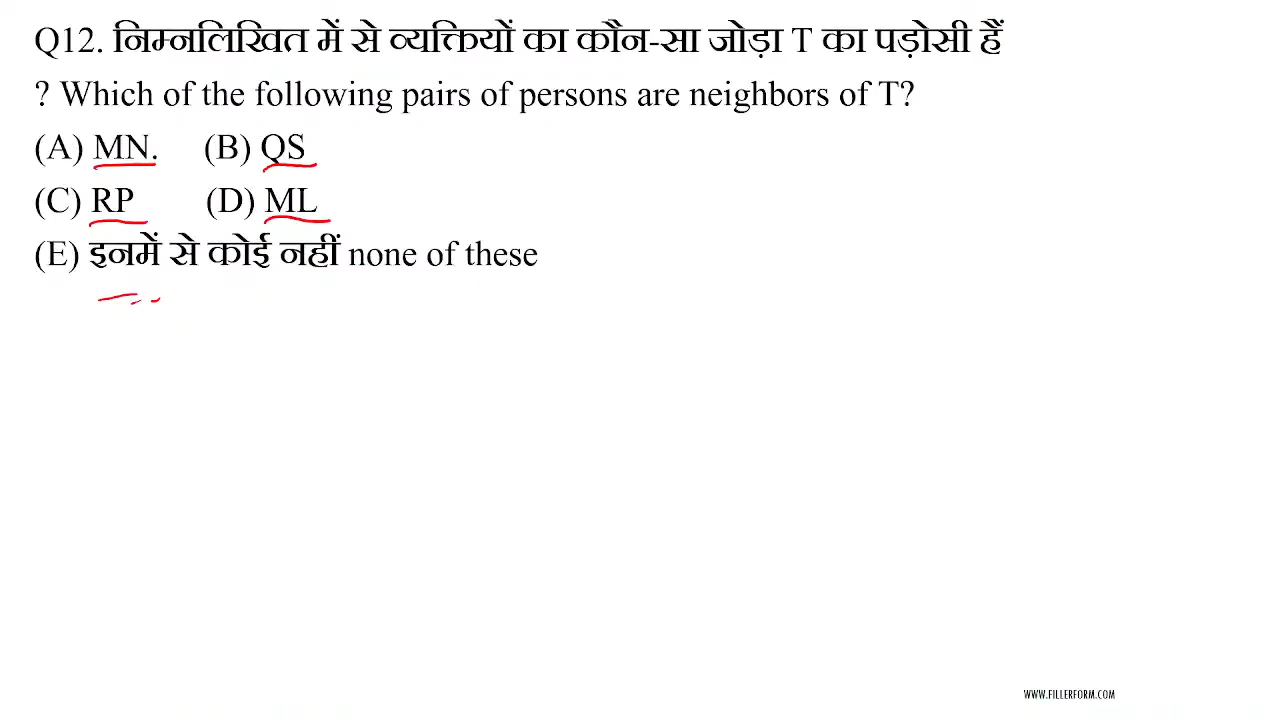 Q12. निम्नलिखित में से व्यक्तियों का कौन-सा जोड़ा T का पड़ोसी हैं
? Which of the following pairs of persons are neighbors of T?
(A) MN. (B) QS
(C) RP (D) ML
(E) इनमें से कोई नहीं none of these
WWW.FILLERFORM.COM